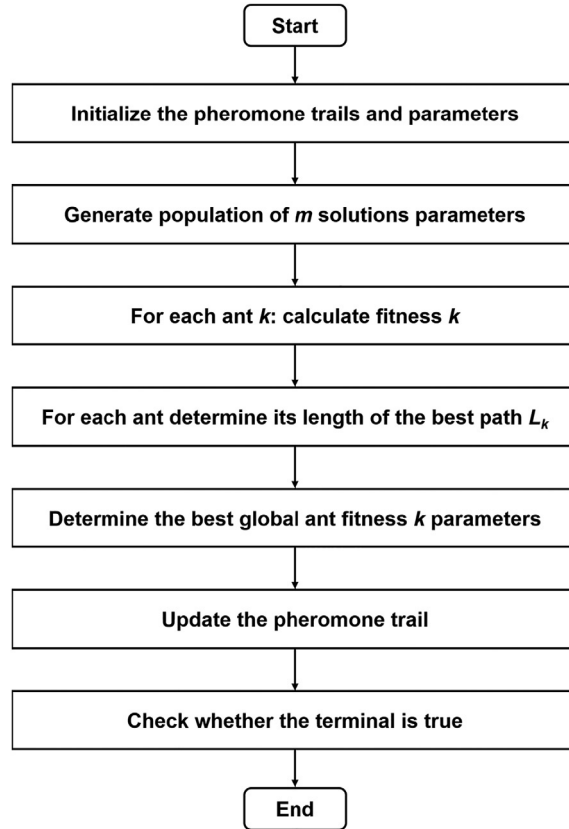 Start
Initialize the pheromone trails and parameters
Generate population of m solutions parameters
For each ant k: calculate fitness k
For each ant determine its length of the best path Lₖ
Determine the best global ant fitness k parameters
Update the pheromone trail
Check whether the terminal is true
End